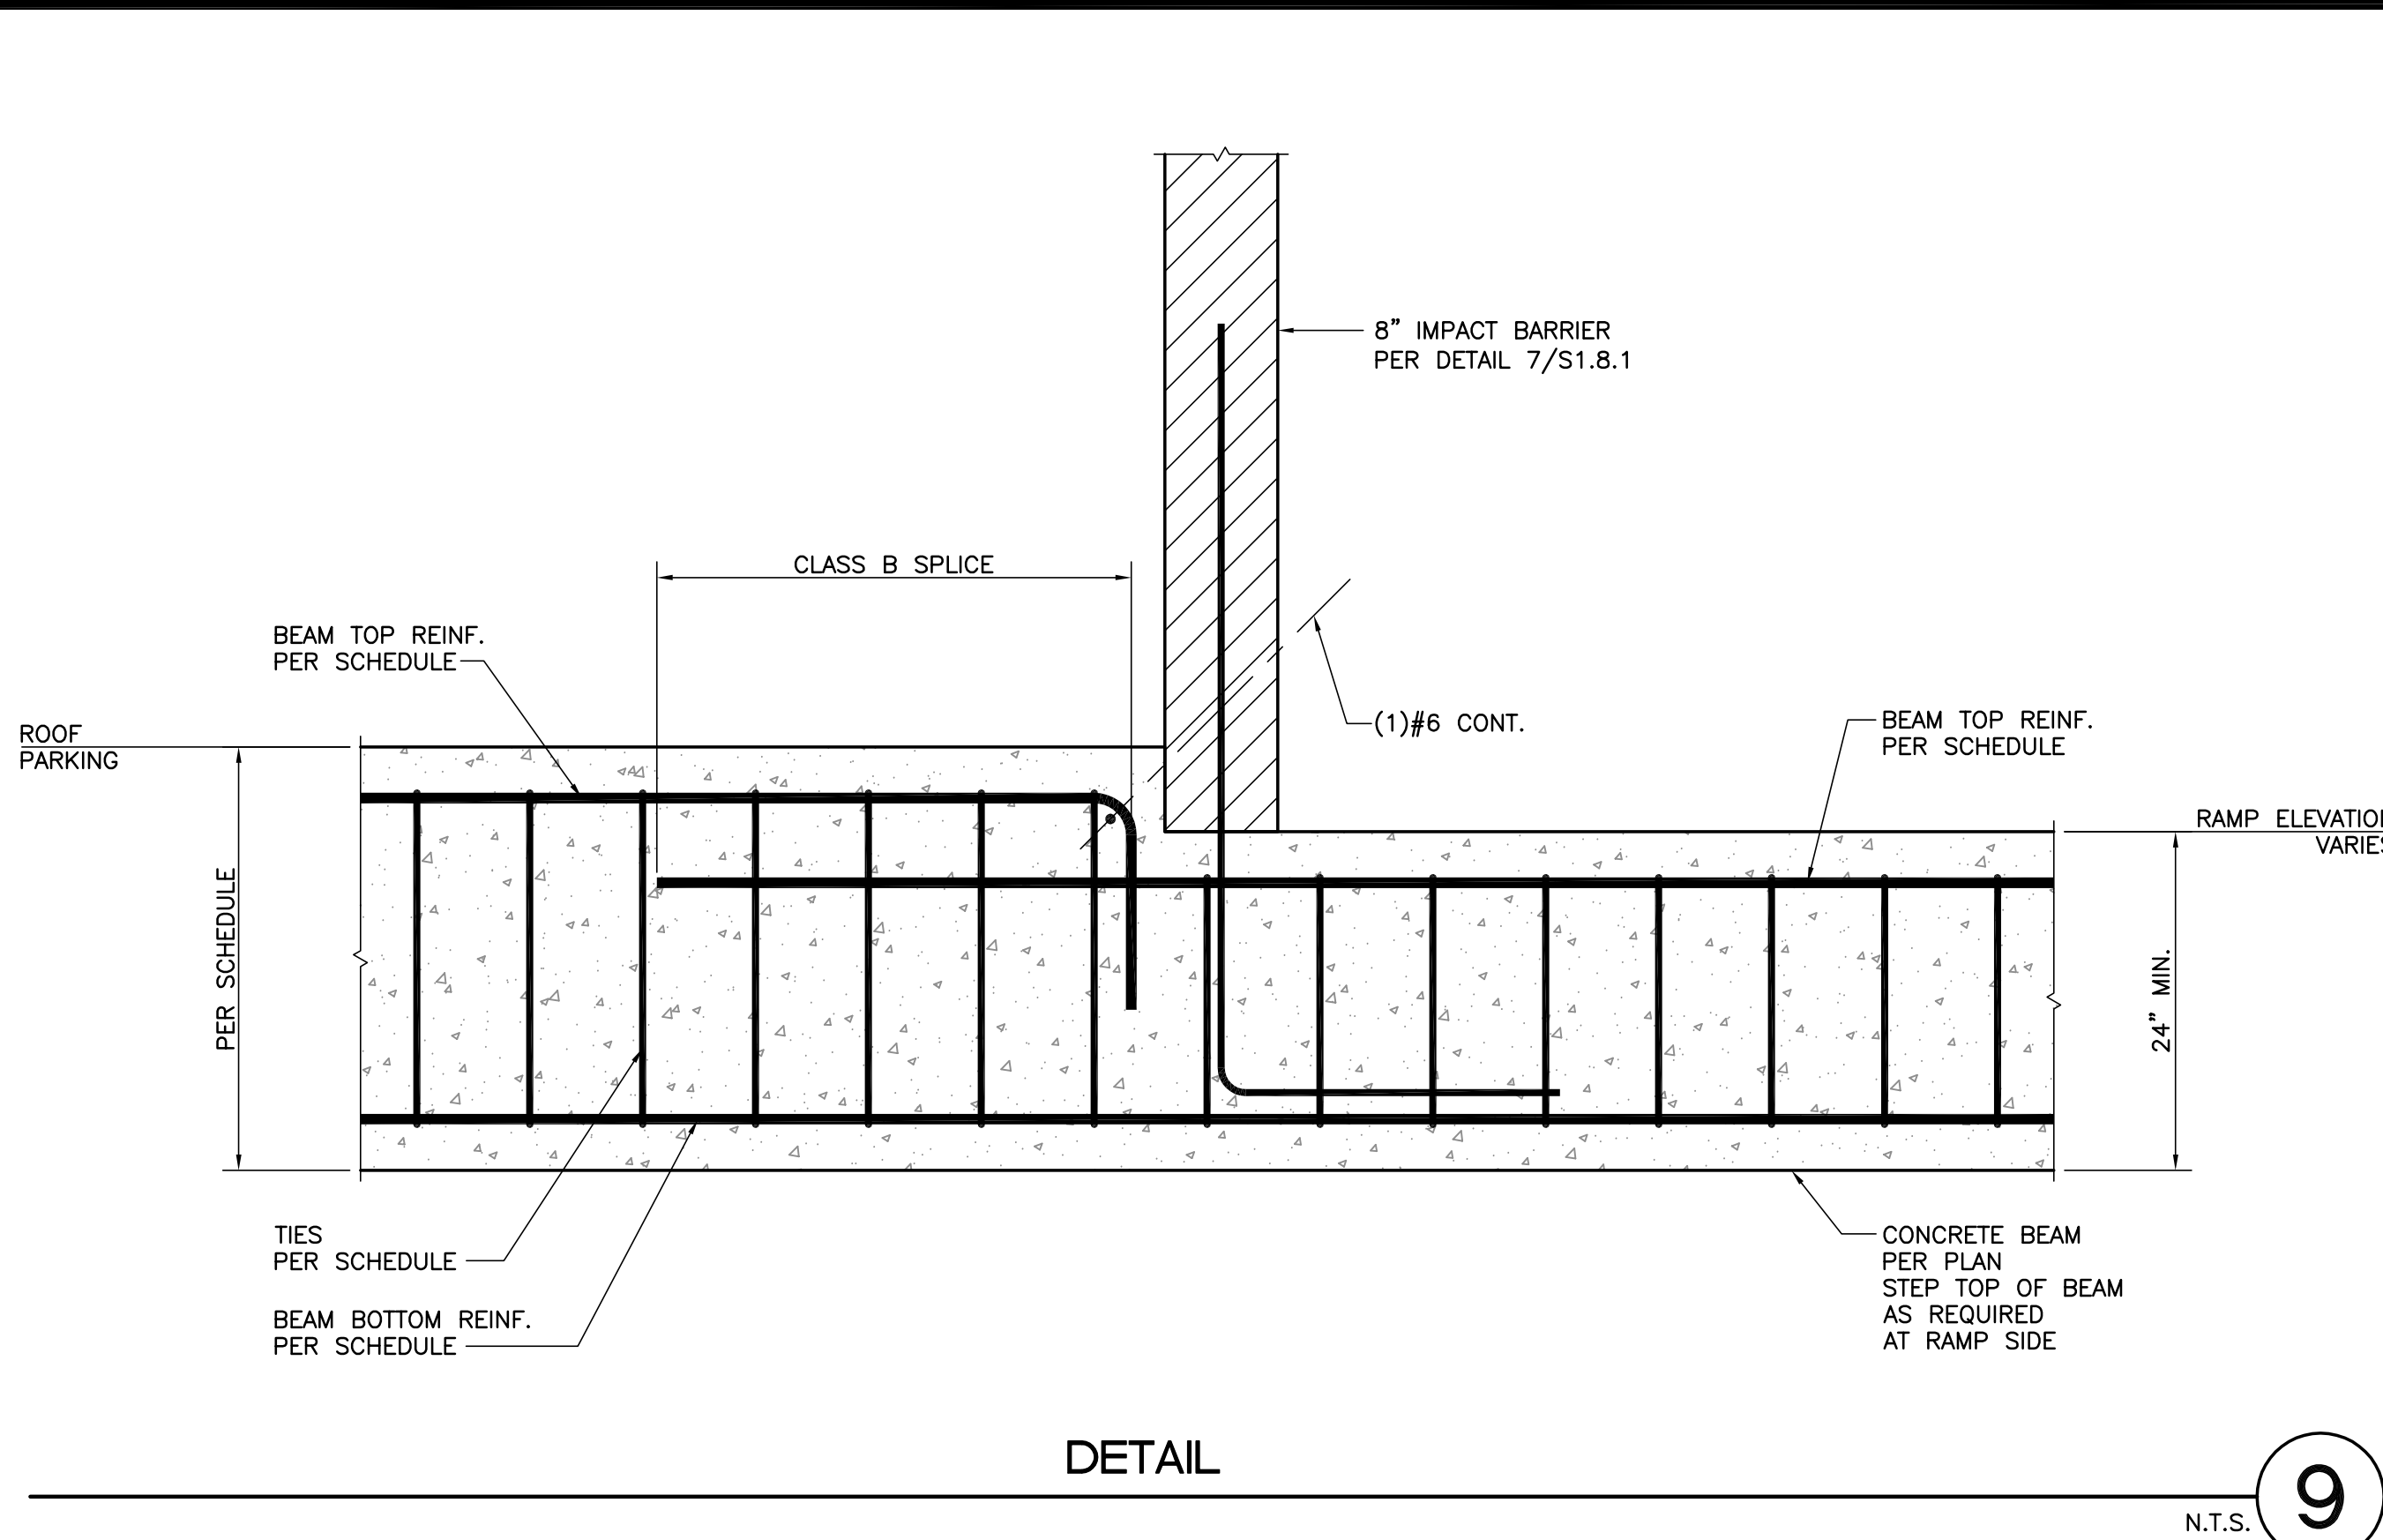 8" IMPACT BARRIER
PER DETAIL 7/S1.8.1
CLASS B SPLICE
BEAM TOP REINF.
PER SCHEDULE
(1)#6 CONT.
BEAM TOP REINF.
PER SCHEDULE
ROOF
PARKING
RAMP ELEVATION
VARIES
PER SCHEDULE
24" MIN.
TIES
PER SCHEDULE
BEAM BOTTOM REINF.
PER SCHEDULE
CONCRETE BEAM
PER PLAN
STEP TOP OF BEAM
AS REQUIRED
AT RAMP SIDE
DETAIL
9
N.T.S.